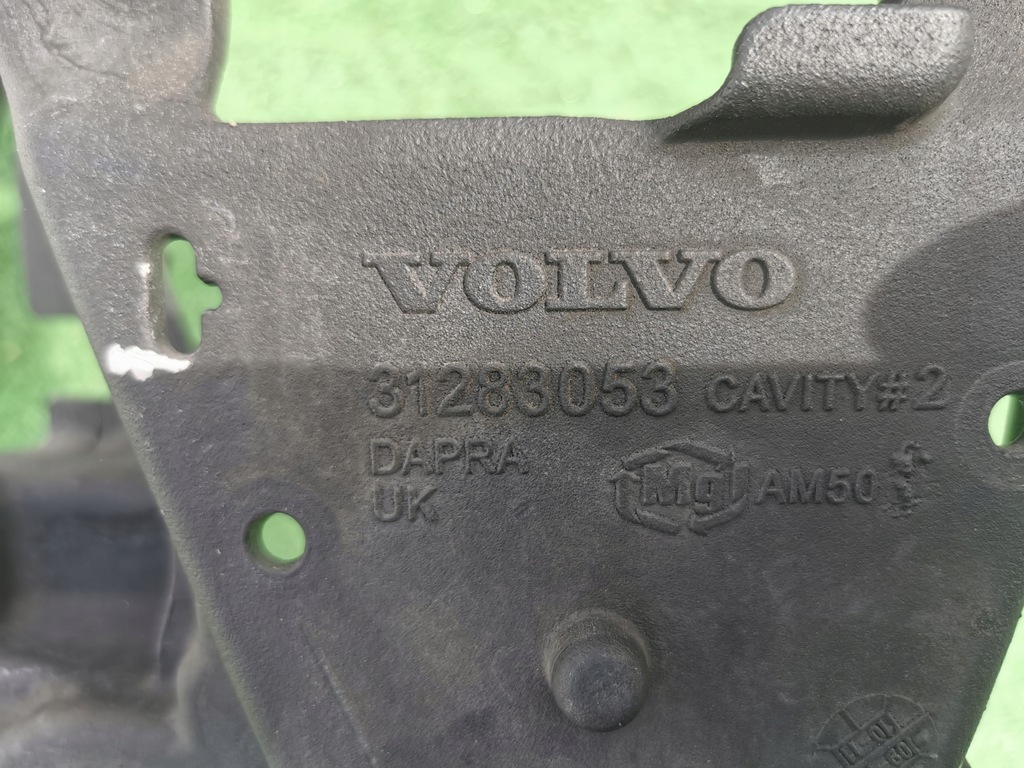 VOLVO
31283053 CAVITY#2
DAPRA
UK
Mg AM50